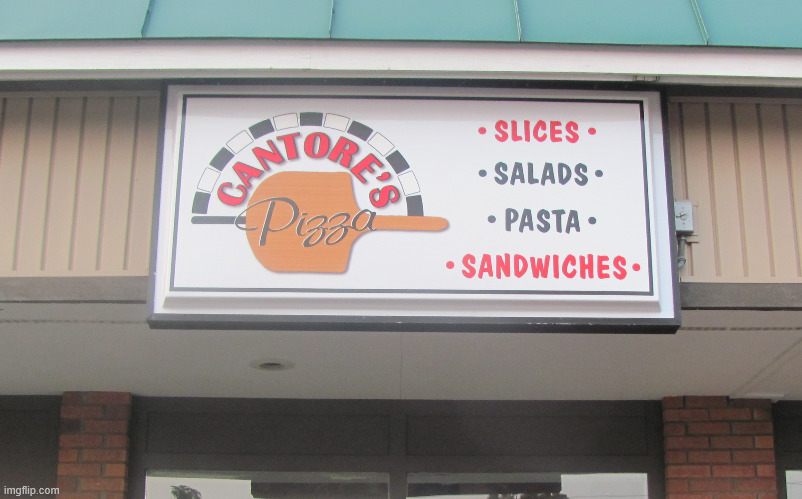 CANTORE'S
Pizza
• SLICES •
• SALADS •
• PASTA •
• SANDWICHES •
imgflip.com